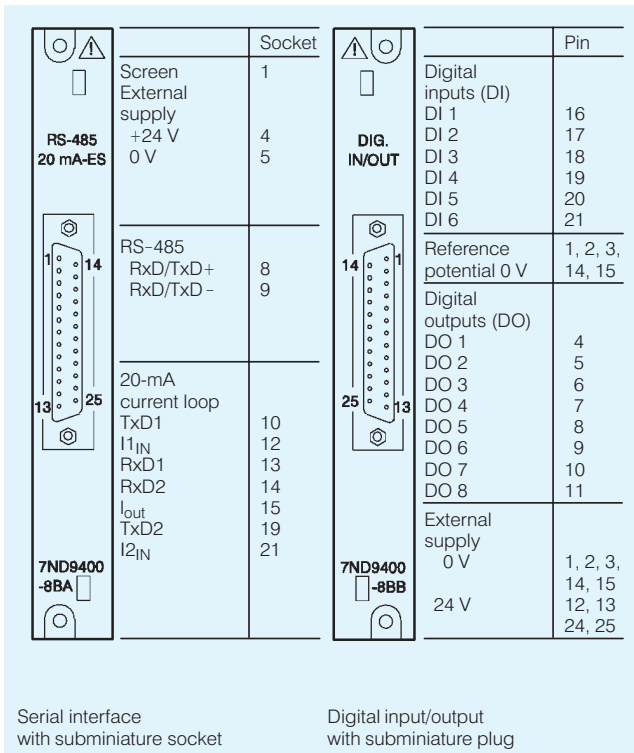 RS-485
20 mA-ES
1
14
13
25
7ND9400
-8BA
Socket
Screen 1
External
supply
+24 V 4
0 V 5
RS-485
RxD/TxD+ 8
RxD/TxD- 9
20-mA
current loop
TxD1 10
I1IN 12
RxD1 13
RxD2 14
Iout 15
TxD2 19
I2IN 21
DIG.
IN/OUT
14
1
25
13
7ND9400
-8BB
Pin
Digital
inputs (DI)
DI 1 16
DI 2 17
DI 3 18
DI 4 19
DI 5 20
DI 6 21
Reference 1, 2, 3,
potential 0 V 14, 15
Digital
outputs (DO)
DO 1 4
DO 2 5
DO 3 6
DO 4 7
DO 5 8
DO 6 9
DO 7 10
DO 8 11
External
supply
0 V 1, 2, 3,
14, 15
24 V 12, 13
24, 25
Serial interface
with subminiature socket
Digital input/output
with subminiature plug